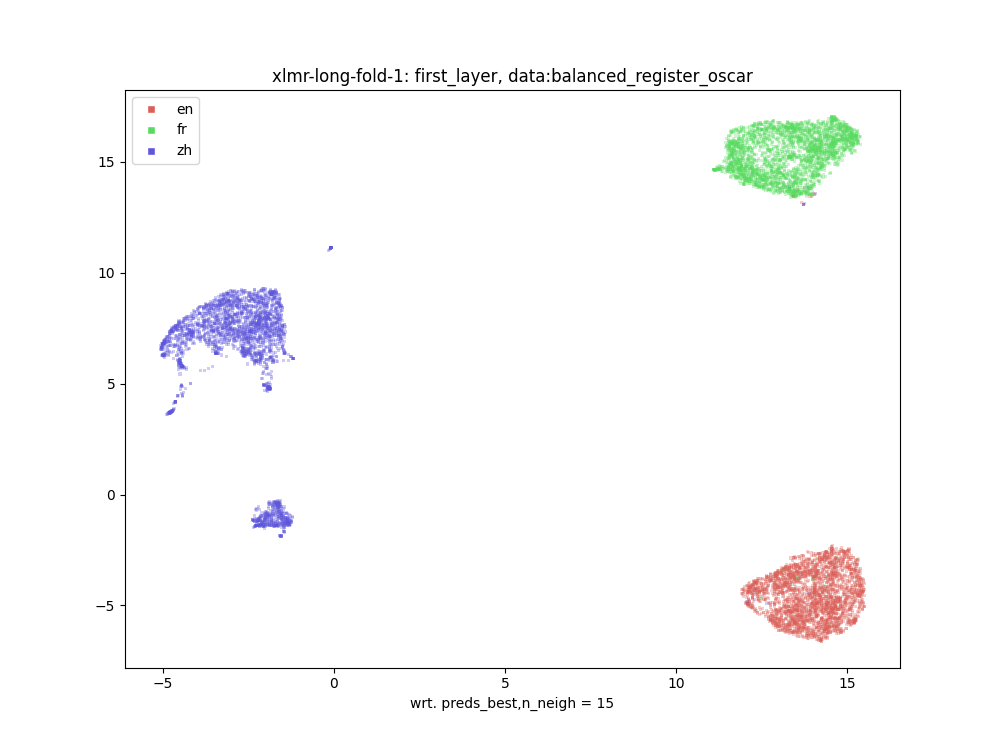 xlmr-long-fold-1: first_layer, data:balanced_register_oscar
en
fr
zh
15
10
5
0
−5
−5
0
5
10
15
wrt. preds_best,n_neigh = 15